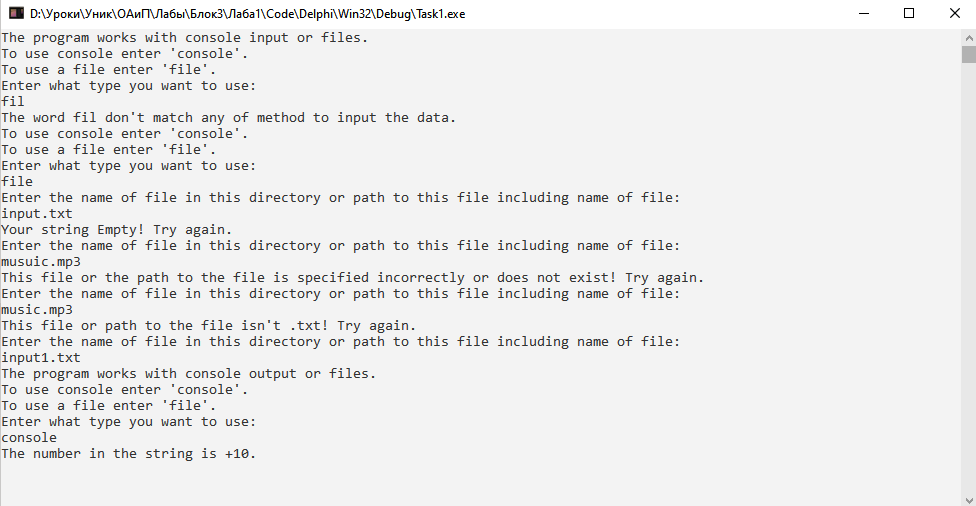 D:\Уроки\Уник\ОАиП\Лабы\Блок3\Лаба1\Code\Delphi\Win32\Debug\Task1.exe
The program works with console input or files.
To use console enter 'console'.
To use a file enter 'file'.
Enter what type you want to use:
fil
The word fil don't match any of method to input the data.
To use console enter 'console'.
To use a file enter 'file'.
Enter what type you want to use:
file
Enter the name of file in this directory or path to this file including name of file:
input.txt
Your string Empty! Try again.
Enter the name of file in this directory or path to this file including name of file:
musuic.mp3
This file or the path to the file is specified incorrectly or does not exist! Try again.
Enter the name of file in this directory or path to this file including name of file:
music.mp3
This file or path to the file isn't .txt! Try again.
Enter the name of file in this directory or path to this file including name of file:
input1.txt
The program works with console output or files.
To use console enter 'console'.
To use a file enter 'file'.
Enter what type you want to use:
console
The number in the string is +10.